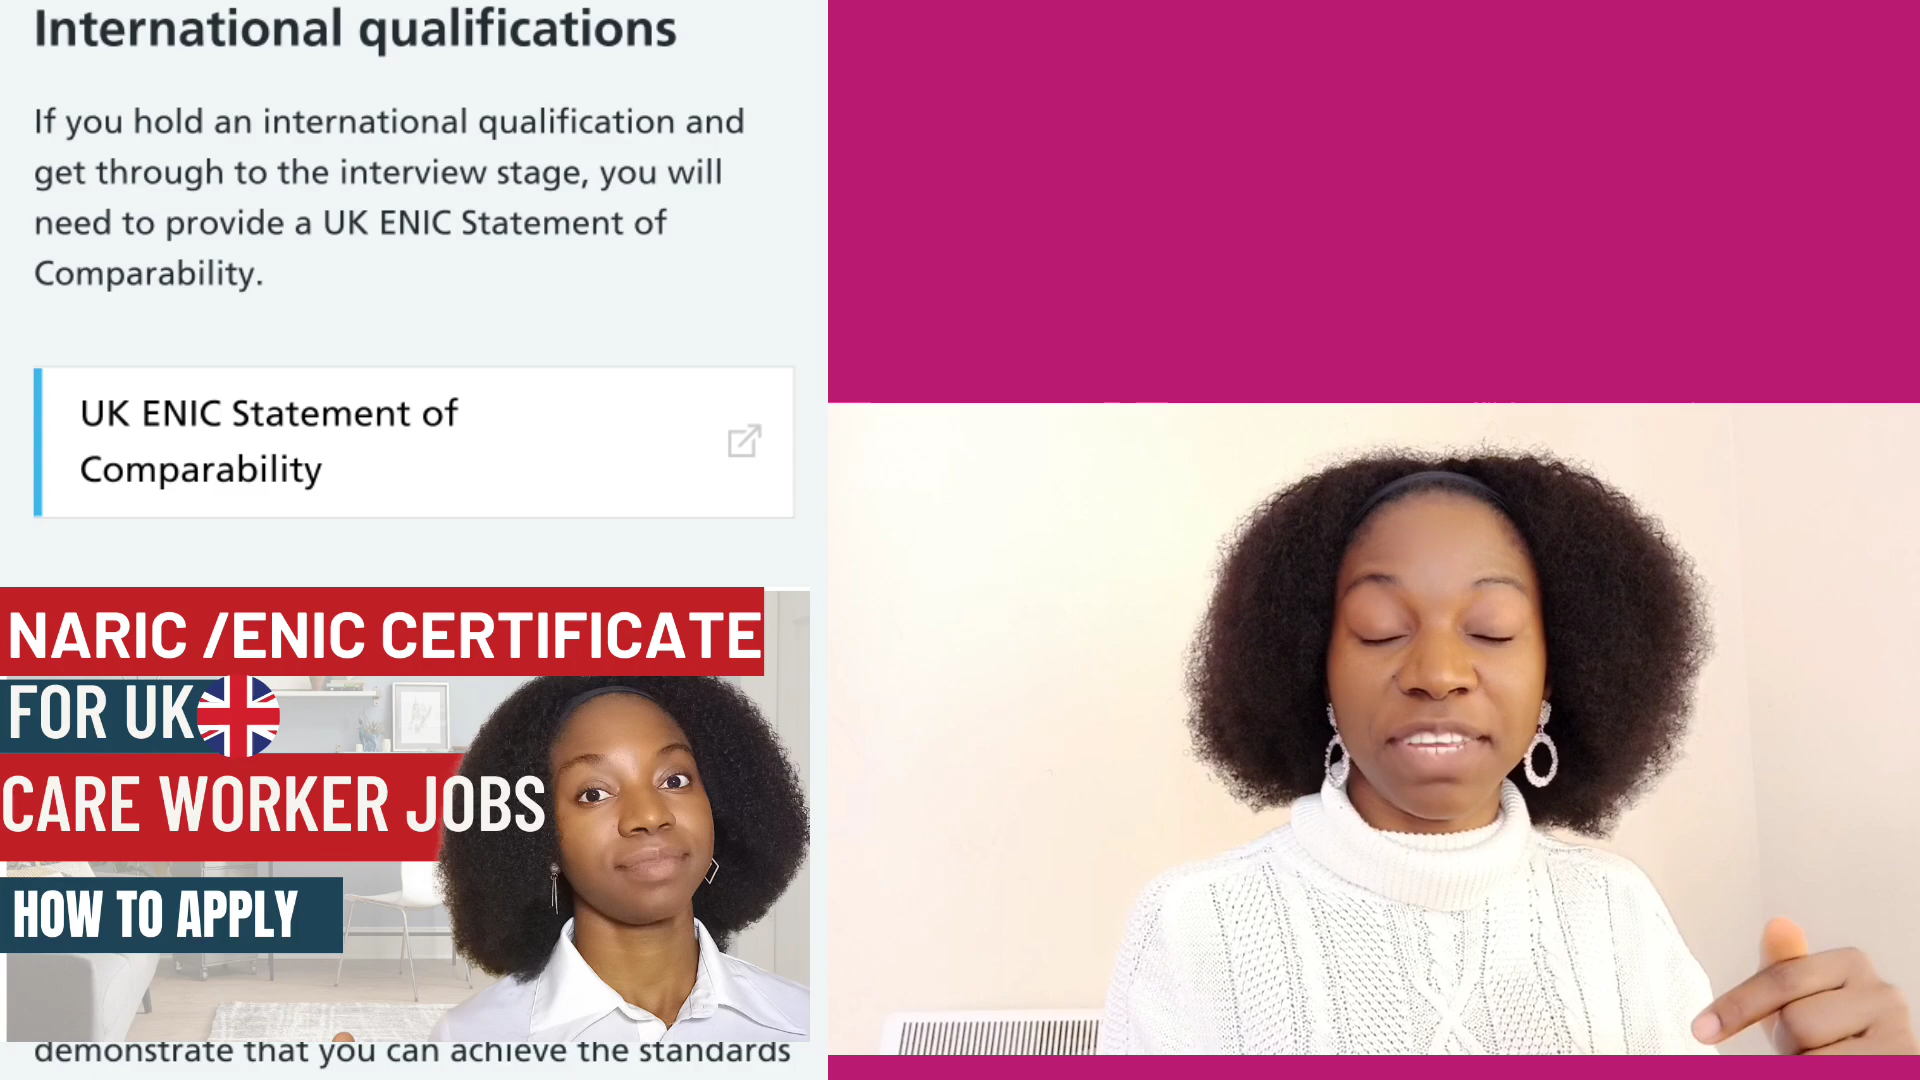 International qualifications
If you hold an international qualification and
get through to the interview stage, you will
need to provide a UK ENIC Statement of
Comparability.
UK ENIC Statement of
Comparability
NARIC /ENIC CERTIFICATE
FOR UK
CARE WORKER JOBS
HOW TO APPLY
demonstrate that you can achieve the standards